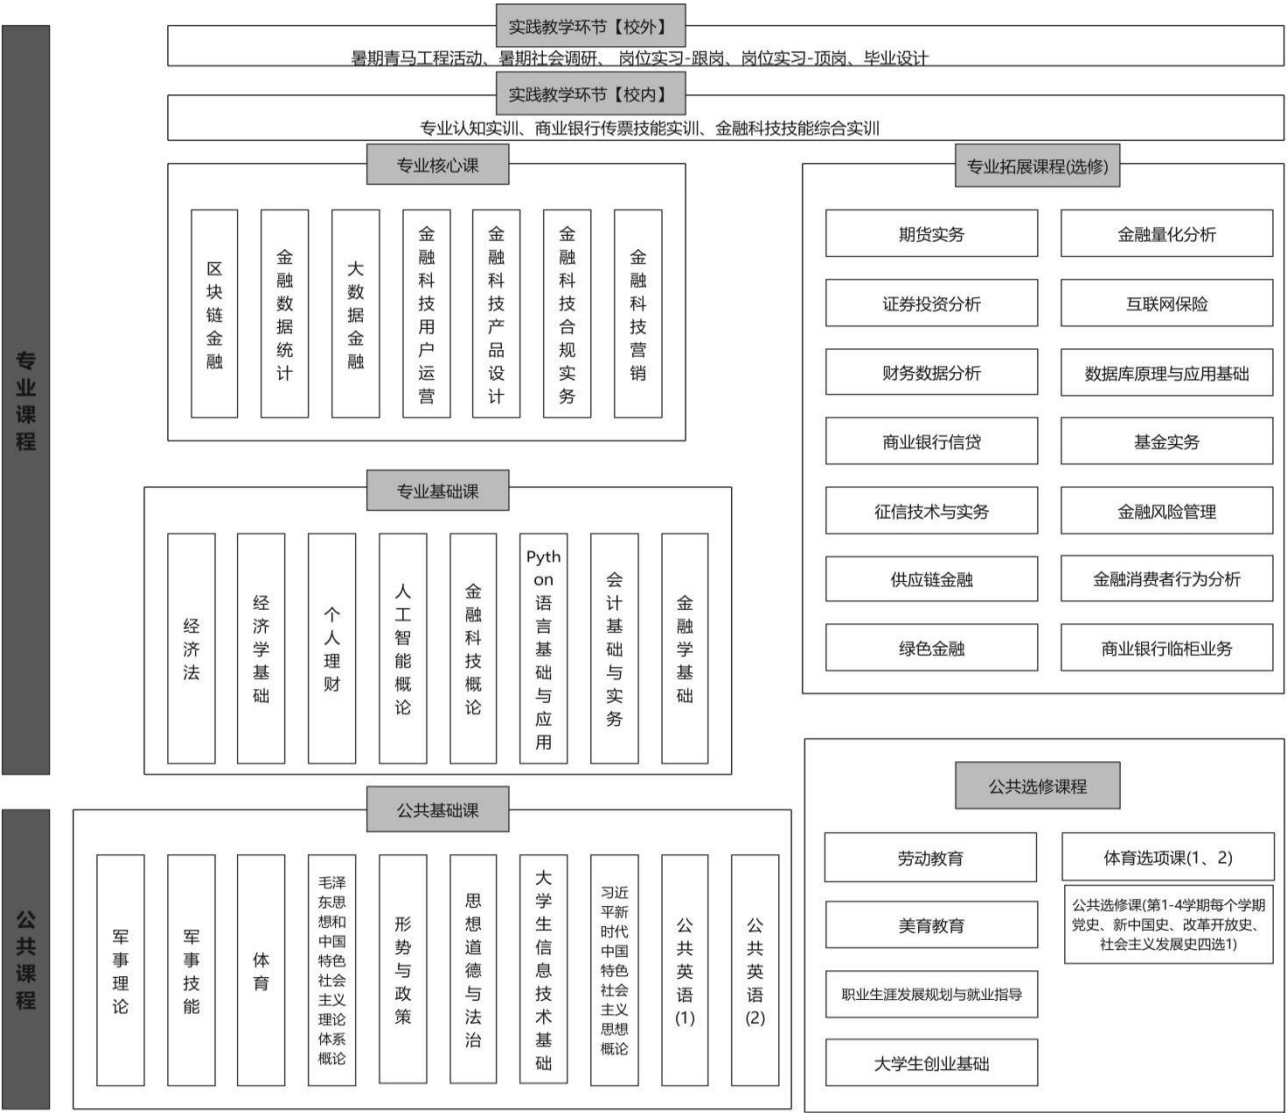 专业课程
实践教学环节【校外】
暑期青马工程活动、暑期社会调研、 岗位实习-跟岗、岗位实习-顶岗、毕业设计
实践教学环节【校内】
专业认知实训、商业银行传票技能实训、金融科技技能综合实训
专业核心课
区块链金融
金融数据统计
大数据金融
金融科技用户运营
金融科技产品设计
金融科技合规实务
金融科技营销
专业拓展课程(选修)
期货实务
金融量化分析
证券投资分析
互联网保险
财务数据分析
数据库原理与应用基础
商业银行信贷
基金实务
征信技术与实务
金融风险管理
供应链金融
金融消费者行为分析
绿色金融
商业银行临柜业务
专业基础课
经济法
经济学基础
个人理财
人工智能概论
金融科技概论
Python语言基础与应用
会计基础与实务
金融学基础
公共课程
公共基础课
军事理论
军事技能
体育
毛泽
东思
想和
中国
特色
社会
主义
理论
体系
概论
形势与政策
思想道德与法治
大学生信息技术基础
习近
平新
时代
中国
特色
社会
主义
思想
概论
公共英语(1)
公共英语(2)
公共选修课程
劳动教育
体育选项课(1、2)
美育教育
公共选修课(第1-4学期每个学期
党史、新中国史、改革开放史、
社会主义发展史四选1)
职业生涯发展规划与就业指导
大学生创业基础